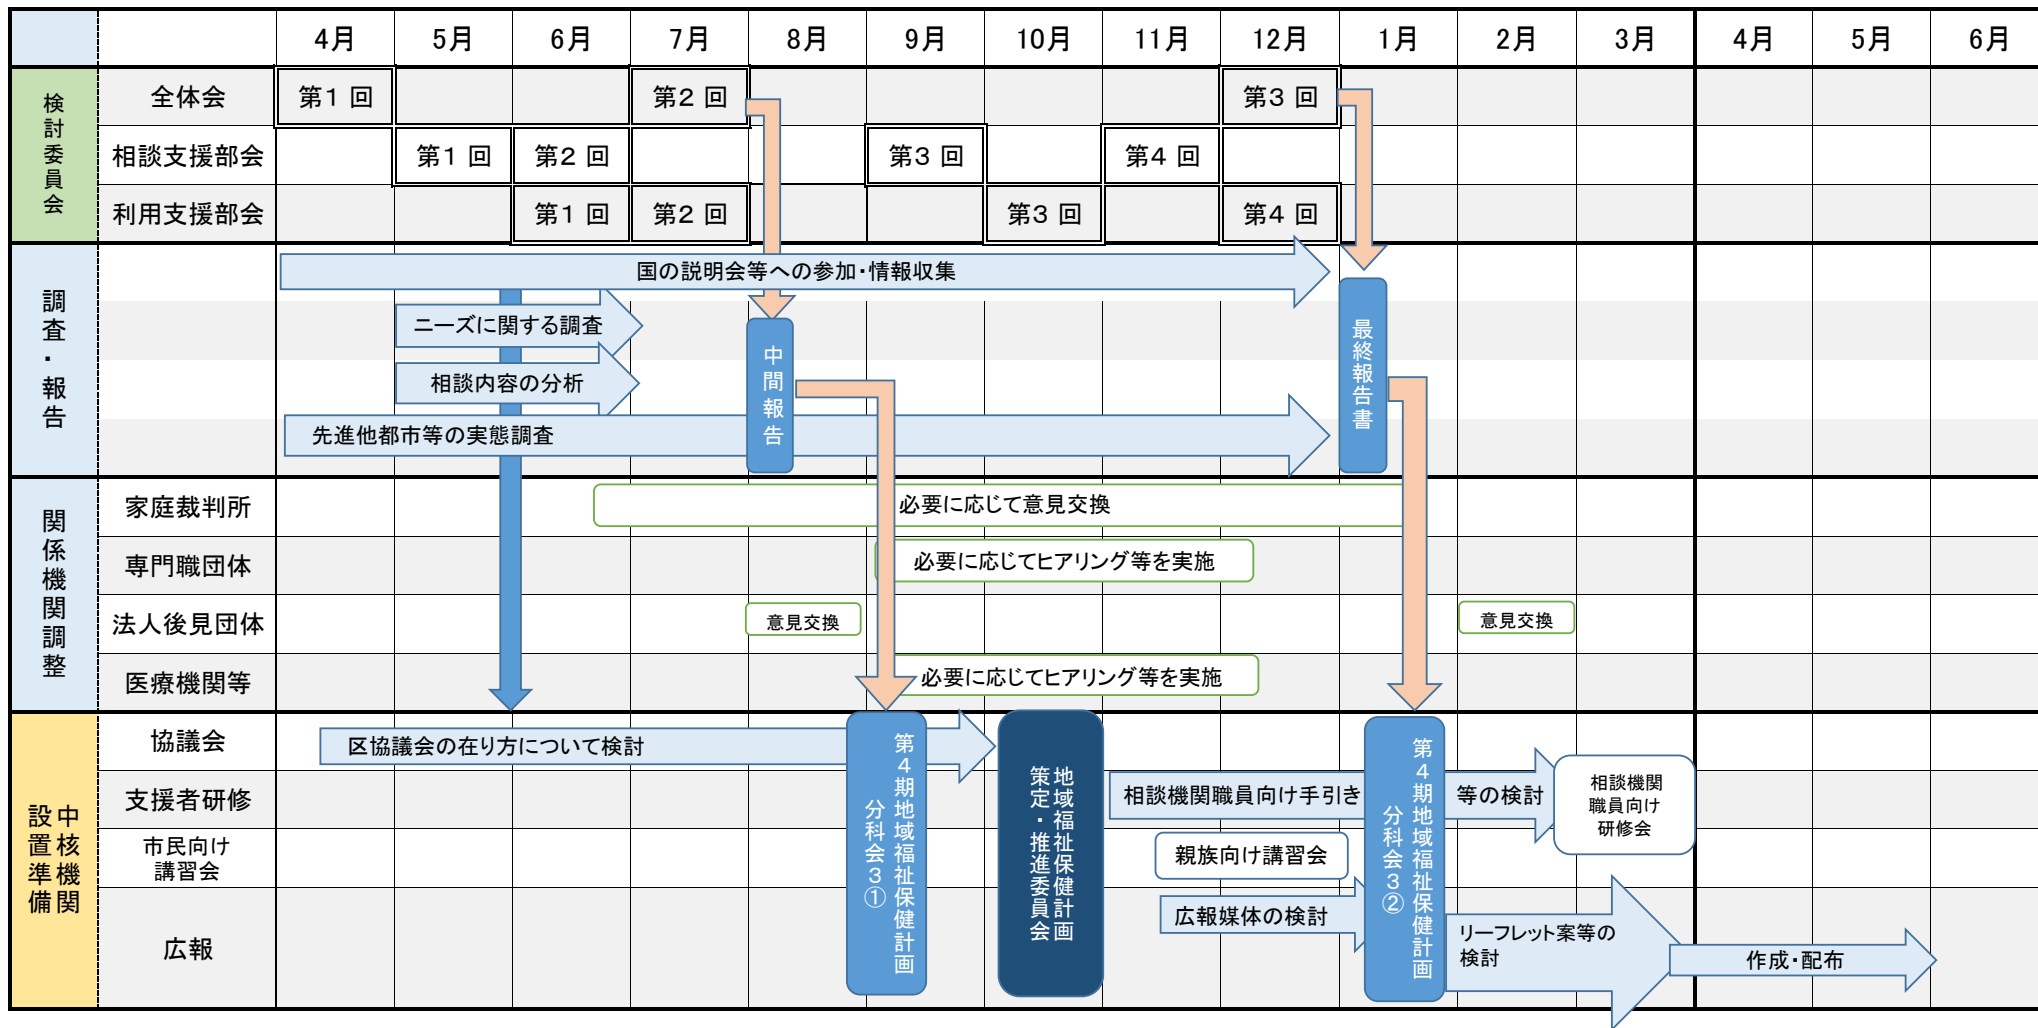 4月 5月 6月 7月 8月 9月 10月 11月 12月 1月 2月 3月 4月 5月 6月
検討委員会
全体会 第1 回 第2 回 第3 回
相談支援部会 第1 回 第2 回 第3 回 第4 回
利用支援部会 第1 回 第2 回 第3 回 第4 回
調査・報告
国の説明会等への参加・情報収集
ニーズに関する調査
相談内容の分析
先進他都市等の実態調査
中間報告
最終報告書
関係機関調整
家庭裁判所 必要に応じて意見交換
専門職団体 必要に応じてヒアリング等を実施
法人後見団体 意見交換 意見交換
医療機関等 必要に応じてヒアリング等を実施
中核機関
設置準備
協議会 区協議会の在り方について検討
支援者研修 相談機関職員向け手引き 等の検討
相談機関
職員向け
研修会
市民向け
講習会
親族向け講習会
広報 広報媒体の検討
リーフレット案等の
検討
作成・配布
第4期地域福祉保健計画
分科会3①
地域福祉保健計画
策定・推進委員会
第4期地域福祉保健計画
分科会3②